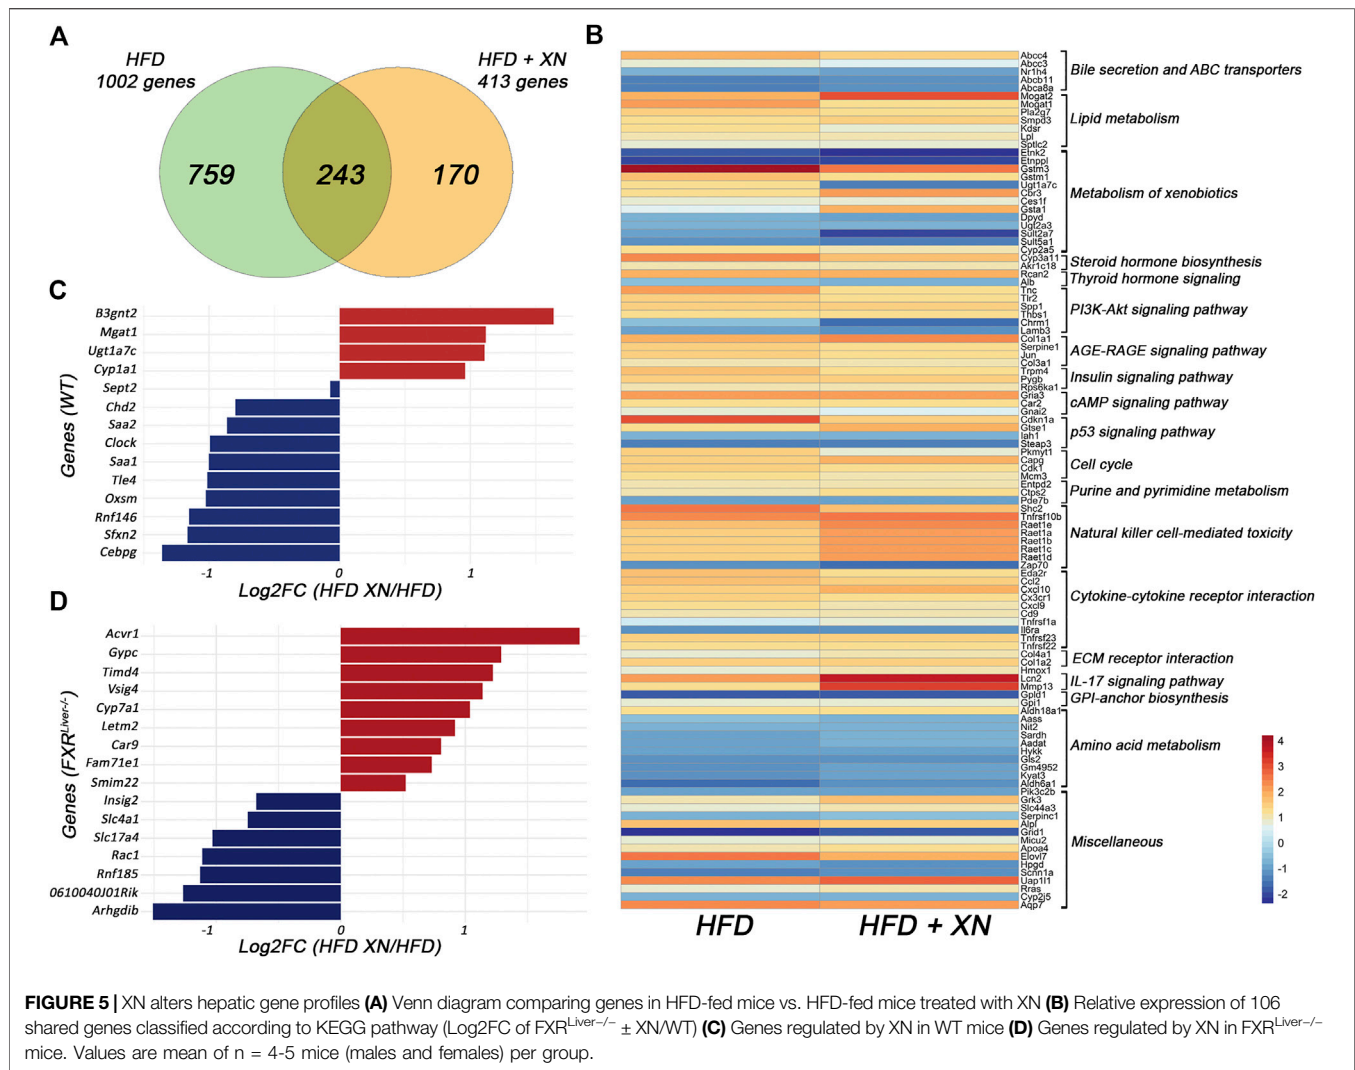 A
HFD
1002 genes
HFD + XN
413 genes
759
243
170
C
Genes (WT)
B3gnt2
Mgat1
Ugt1a7c
Cyp1a1
Sept2
Chd2
Saa2
Clock
Saa1
Tle4
Oxsm
Rnf146
Sfxn2
Cebpg
-1
0
1
Log2FC (HFD XN/HFD)
D
Genes (FXRLiver-/-)
Acvr1
Gypc
Timd4
Vsig4
Cyp7a1
Letm2
Car9
Fam71e1
Smim22
Insig2
Slc4a1
Slc17a4
Rac1
Rnf185
0610040J01Rik
Arhgdib
-1
0
1
Log2FC (HFD XN/HFD)
B
Abcc4
Abcc3
Nr1h4
Abcb11
Abca8a
Mogat2
Mogat1
Pla2g7
Smpd3
Kdsr
Lpl
Sptlc2
Etnk2
Etnppl
Gstm3
Gstm1
Ugt1a7c
Cbr3
Ces1f
Gsta1
Dpyd
Ugt2a3
Sult2a7
Sult5a1
Cyp2a5
Cyp3a11
Akr1c18
Rcan2
Alb
Tnc
Tlr2
Spp1
Thbs1
Chrm1
Lamb3
Col1a1
Serpine1
Jun
Col3a1
Trpm4
Pygb
Rps6ka1
Gria3
Car2
Gnai2
Cdkn1a
Gtse1
Iah1
Steap3
Pkmyt1
Capg
Cdk1
Mcm3
Entpd2
Ctps2
Pde7b
Shc2
Tnfrsf10b
Raet1e
Raet1a
Raet1b
Raet1c
Raet1d
Zap70
Eda2r
Ccl2
Cxcl10
Cx3cr1
Cxcl9
Cd9
Tnfrsf1a
Il6ra
Tnfrsf23
Tnfrsf22
Col4a1
Col1a2
Hmox1
Lcn2
Mmp13
Gpld1
Gpi1
Aldh18a1
Aass
Nit2
Sardh
Aadat
Hykk
Gls2
Gm4952
Kyat3
Aldh6a1
Pik3c2b
Grk3
Slc44a3
Serpinc1
Alpl
Grid1
Micu2
Apoa4
Elovl7
Hpgd
Scnn1a
Uap1l1
Rras
Cyp2j5
Aqp7
Bile secretion and ABC transporters
Lipid metabolism
Metabolism of xenobiotics
Steroid hormone biosynthesis
Thyroid hormone signaling
PI3K-Akt signaling pathway
AGE-RAGE signaling pathway
Insulin signaling pathway
cAMP signaling pathway
p53 signaling pathway
Cell cycle
Purine and pyrimidine metabolism
Natural killer cell-mediated toxicity
Cytokine-cytokine receptor interaction
ECM receptor interaction
IL-17 signaling pathway
GPI-anchor biosynthesis
Amino acid metabolism
Miscellaneous
HFD
HFD + XN
4
3
2
1
0
-1
-2
FIGURE 5 | XN alters hepatic gene profiles (A) Venn diagram comparing genes in HFD-fed mice vs. HFD-fed mice treated with XN (B) Relative expression of 106
shared genes classified according to KEGG pathway (Log2FC of FXRLiver−/− ± XN/WT) (C) Genes regulated by XN in WT mice (D) Genes regulated by XN in FXRLiver−/−
mice. Values are mean of n = 4-5 mice (males and females) per group.